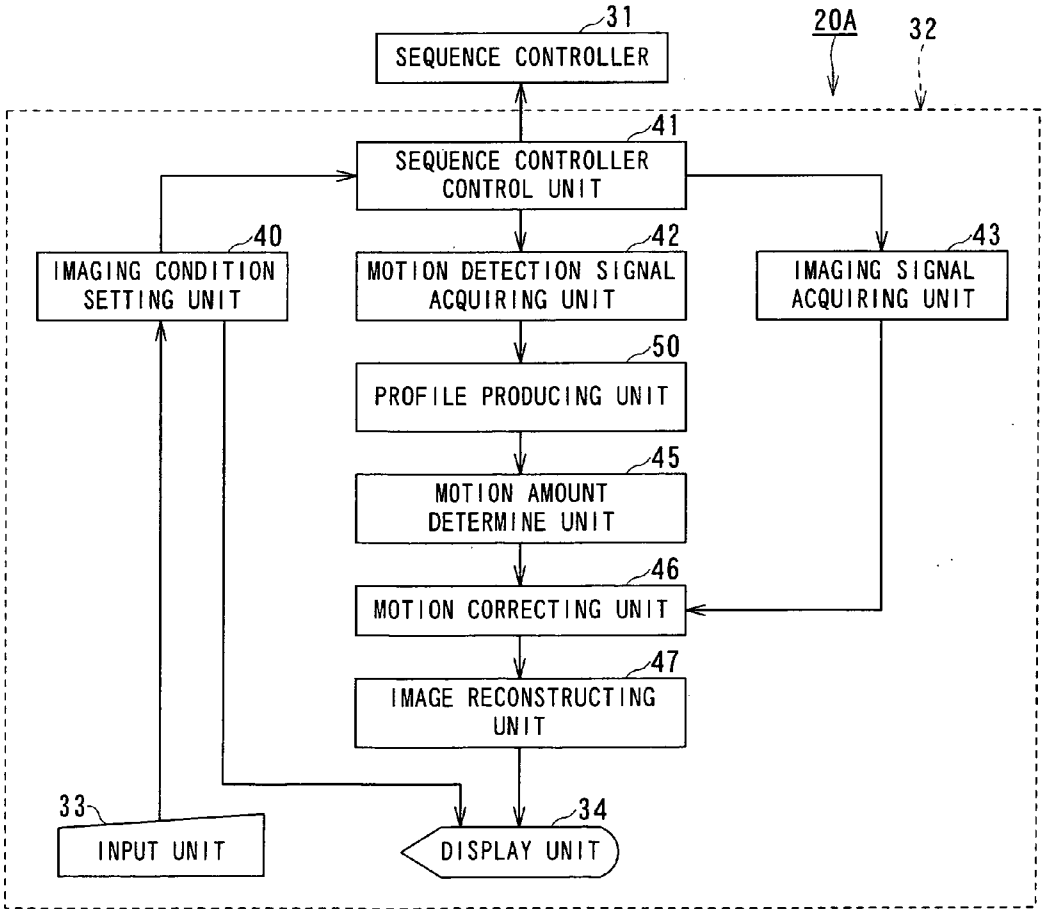 31
20A
32
SEQUENCE CONTROLLER
41
SEQUENCE CONTROLLER
CONTROL UNIT
40
42
43
IMAGING CONDITION
SETTING UNIT
MOTION DETECTION SIGNAL
ACQUIRING UNIT
IMAGING SIGNAL
ACQUIRING UNIT
50
PROFILE PRODUCING UNIT
45
MOTION AMOUNT
DETERMINE UNIT
46
MOTION CORRECTING UNIT
47
IMAGE RECONSTRUCTING
UNIT
33
34
INPUT UNIT
DISPLAY UNIT